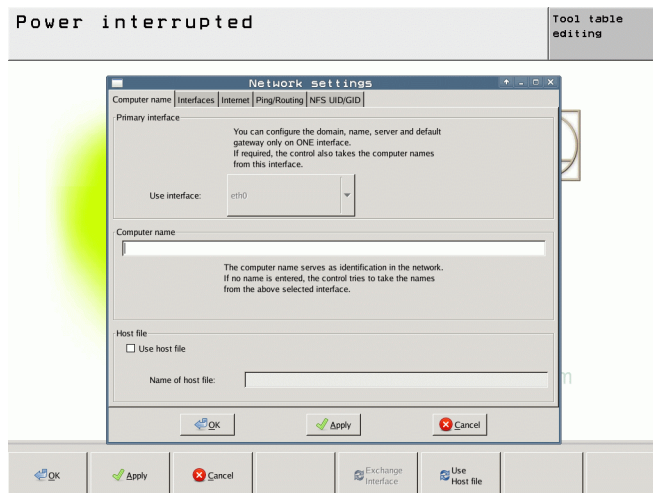 Power interrupted
Tool table
editing
Network settings
Computer name Interfaces Internet Ping/Routing NFS UID/GID
Primary interface
You can configure the domain, name, server and default
gateway only on ONE interface.
If required, the control also takes the computer names
from this interface.
Use interface: eth0
Computer name
The computer name serves as identification in the network.
If no name is entered, the control tries to take the names
from the above selected interface.
Host file
Use host file
Name of host file:
m
OK Apply Cancel
OK Apply Cancel
Exchange
Interface
Use
Host file